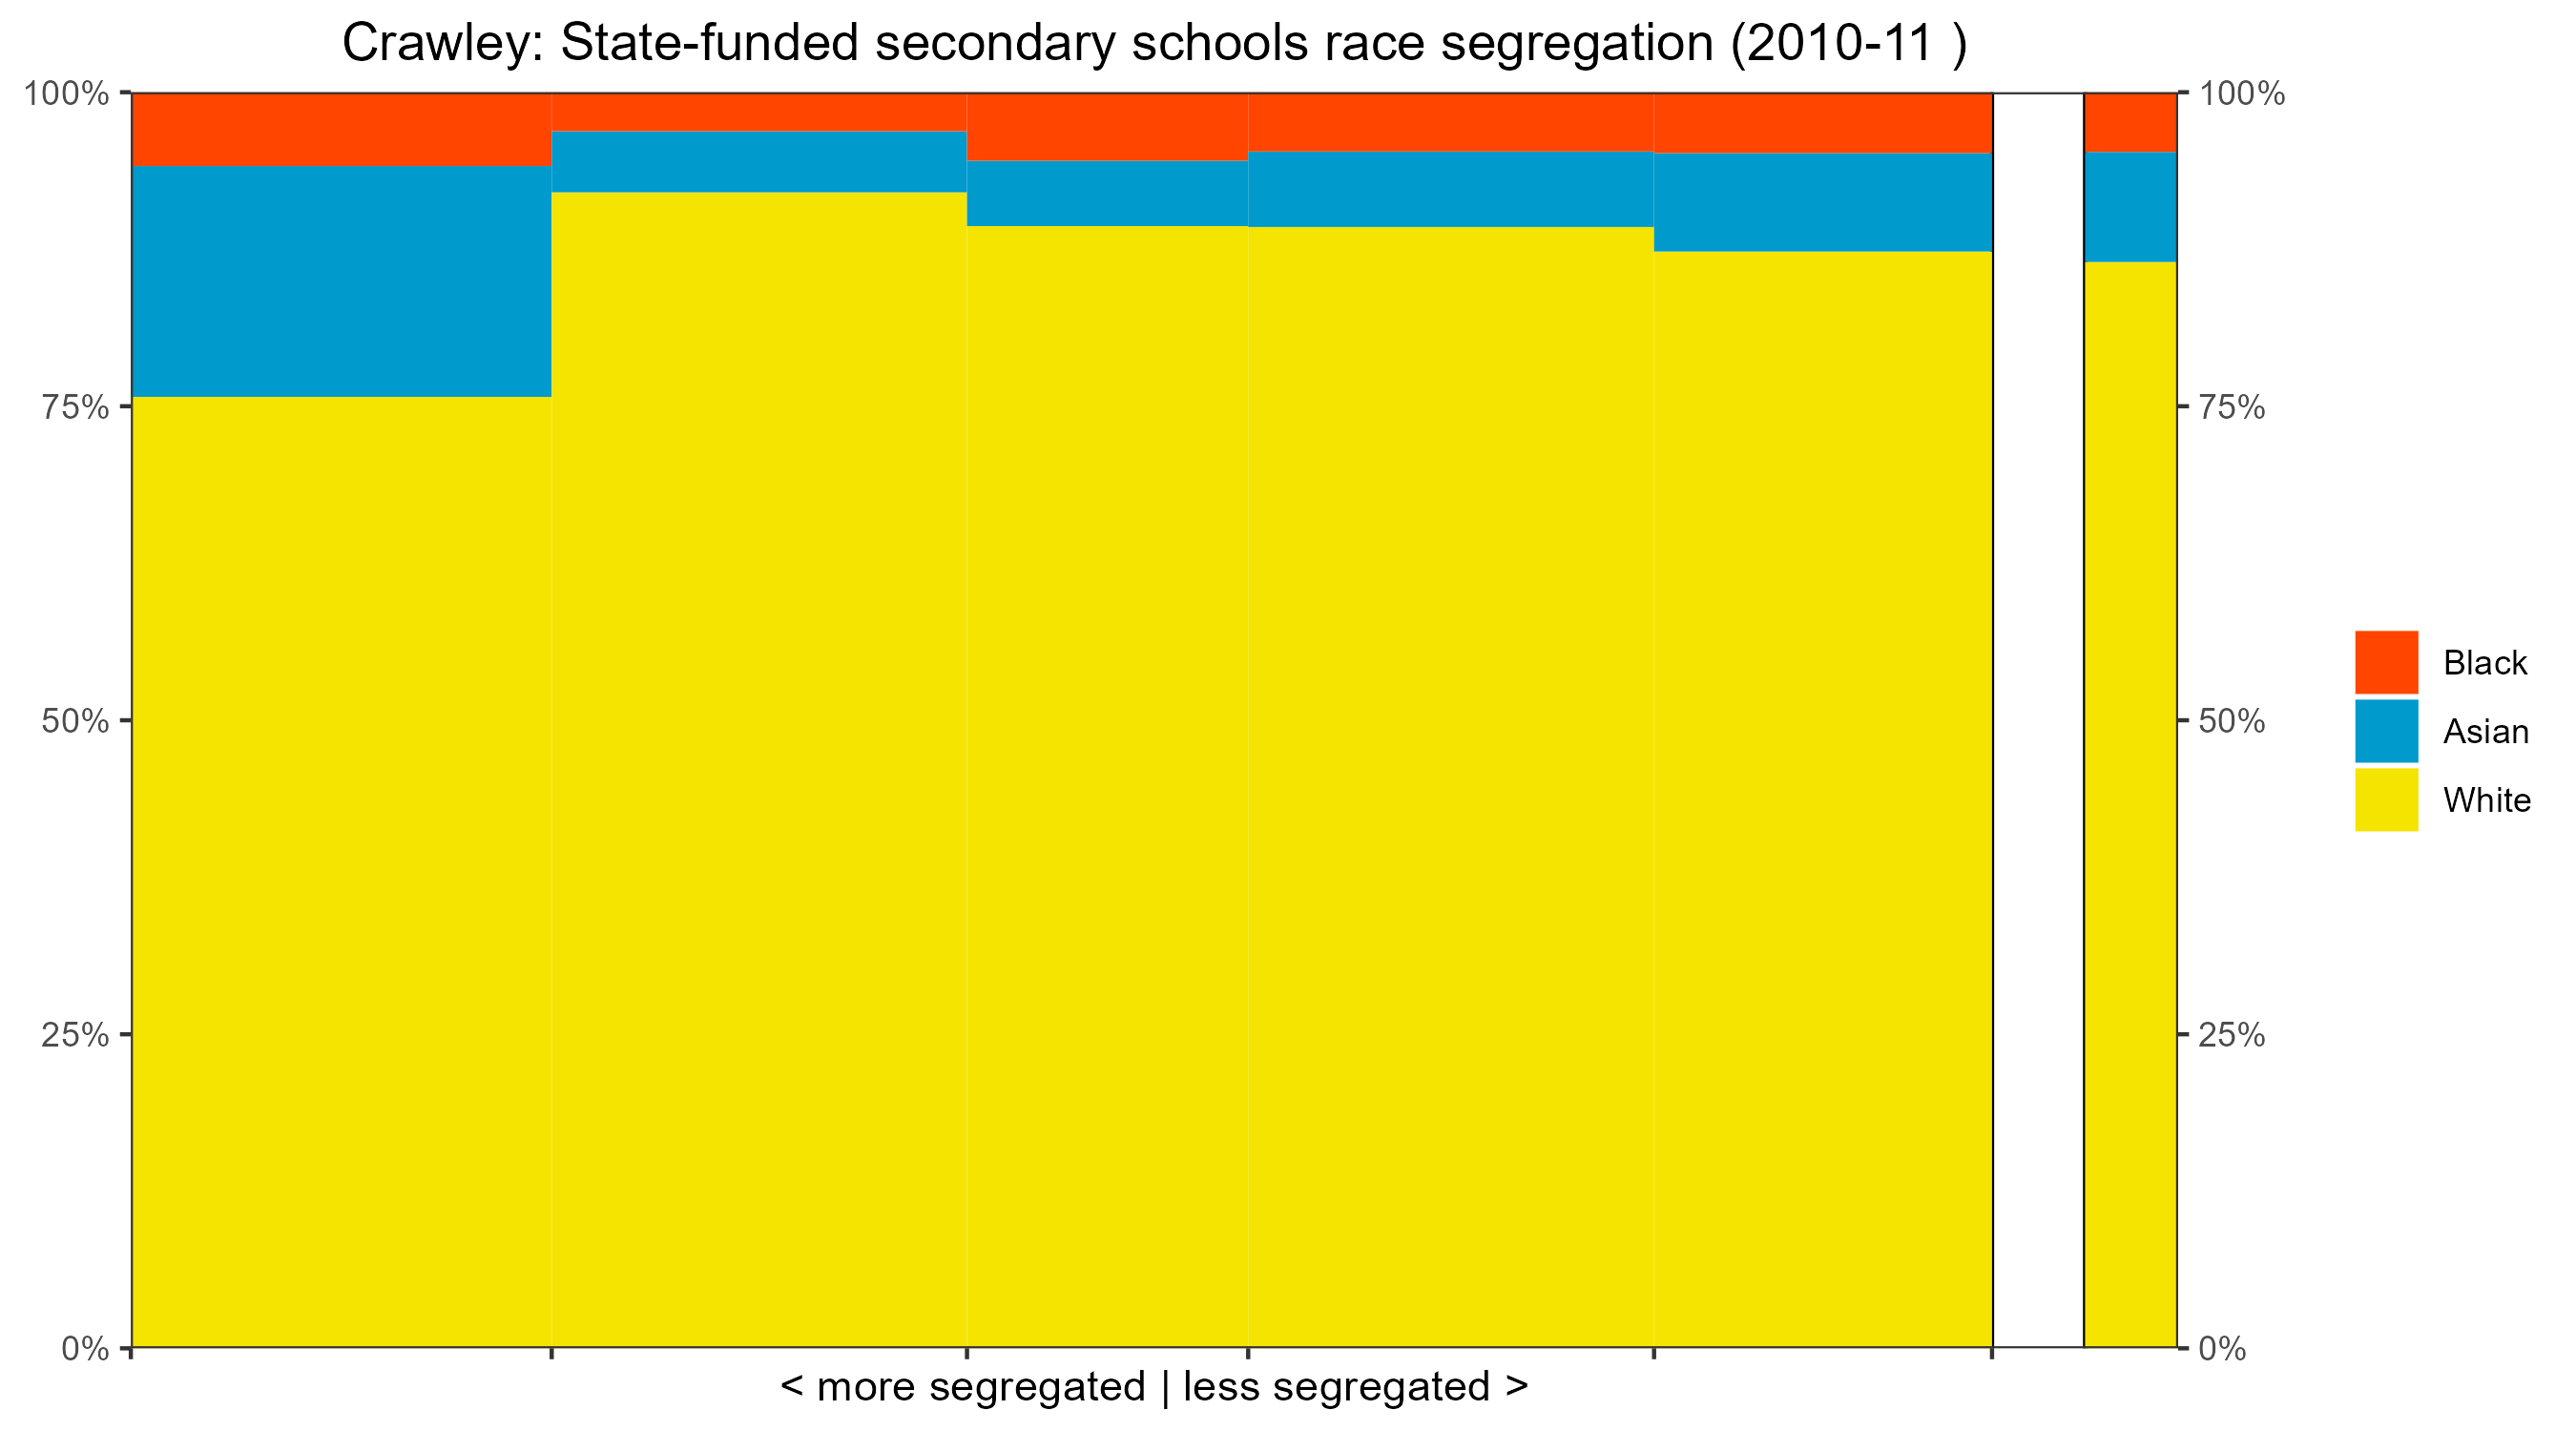 Crawley: State-funded secondary schools race segregation (2010-11 )
100%
75%
50%
25%
0%
100%
75%
50%
25%
0%
Black
Asian
White
< more segregated | less segregated >